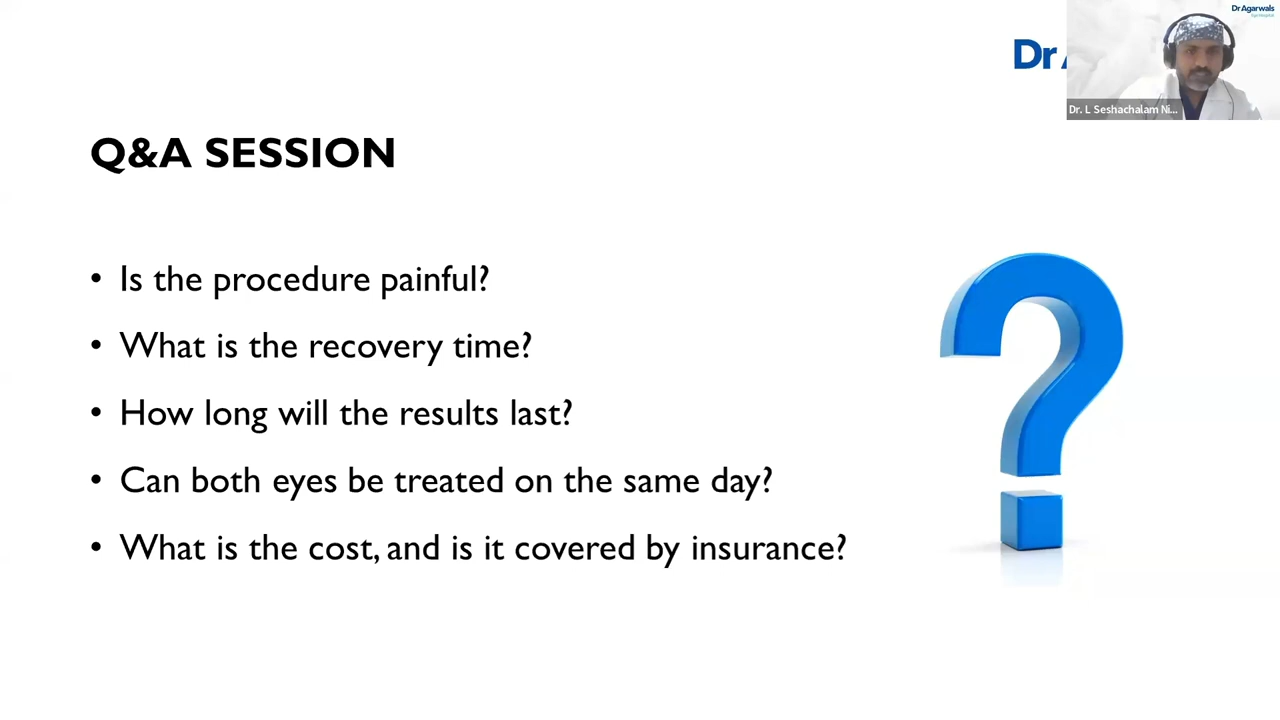 Dr Agarwals
Dr
Dr. L Seshachalam Ni...
Q&A SESSION
• Is the procedure painful?
• What is the recovery time?
• How long will the results last?
• Can both eyes be treated on the same day?
• What is the cost, and is it covered by insurance?